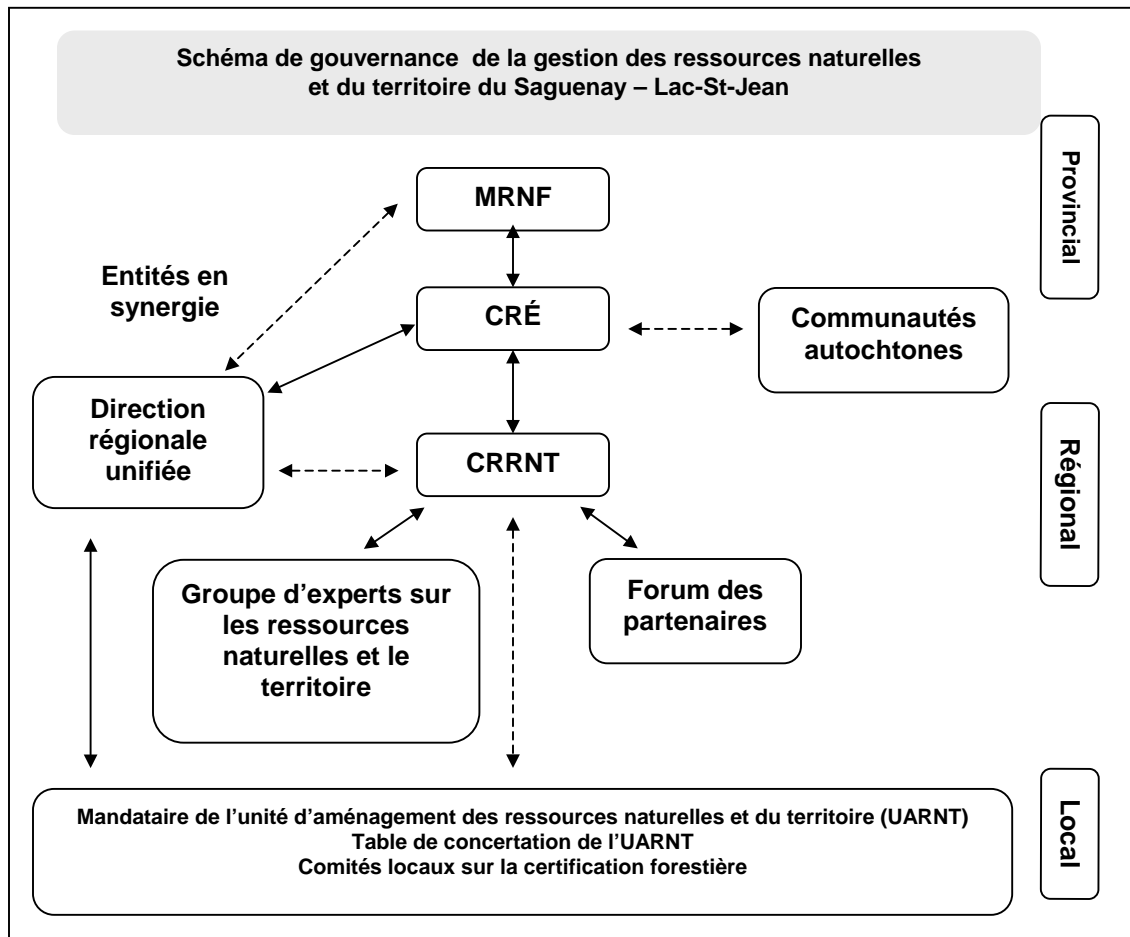 Schéma de gouvernance de la gestion des ressources naturelles
et du territoire du Saguenay – Lac-St-Jean
Provincial
MRNF
Entités en
synergie
CRÉ
Communautés
autochtones
Direction
régionale
unifiée
CRRNT
Régional
Groupe d'experts sur
les ressources
naturelles et le
territoire
Forum des
partenaires
Mandataire de l'unité d'aménagement des ressources naturelles et du territoire (UARNT)
Table de concertation de l'UARNT
Comités locaux sur la certification forestière
Local